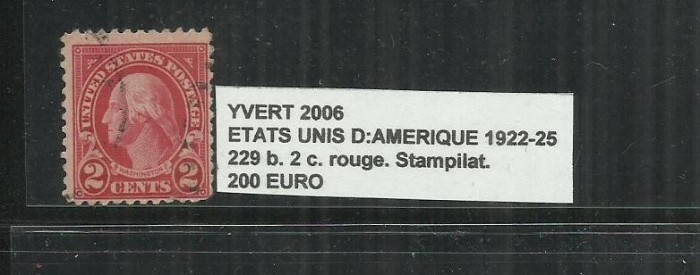 UNITED STATES POSTAGE
WASHINGTON
2 CENTS 2
YVERT 2006
ETATS UNIS D:AMERIQUE 1922-25
229 b. 2 c. rouge. Stampilat.
200 EURO